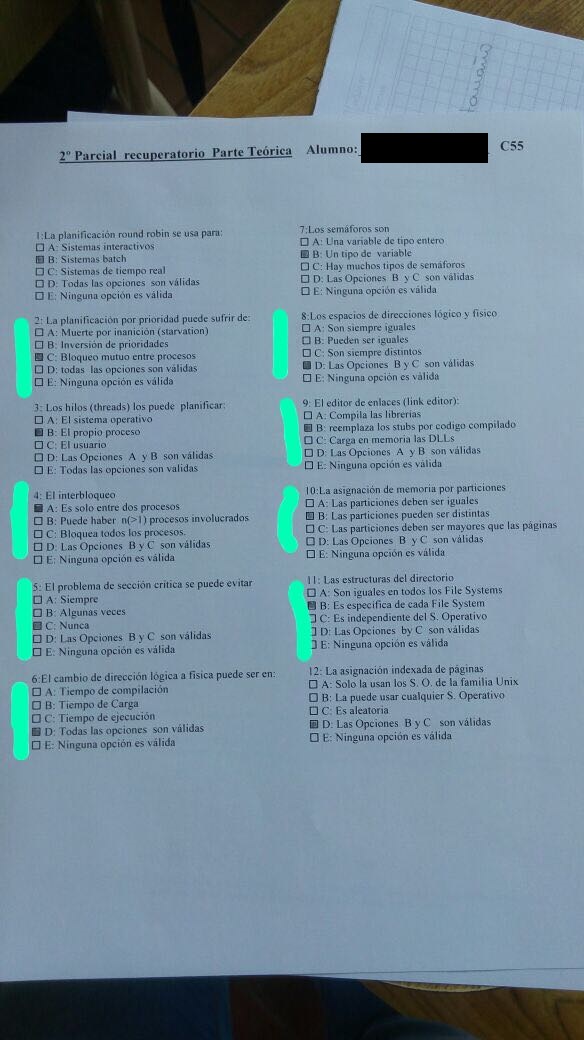 2º Parcial recuperatorio Parte Teórica Alumno: C55
1:La planificación round robin se usa para:
☐ A: Sistemas interactivos
▣ B: Sistemas batch
☐ C: Sistemas de tiempo real
☐ D: Todas las opciones son válidas
☐ E: Ninguna opción es válida
2: La planificación por prioridad puede sufrir de:
☐ A: Muerte por inanición (starvation)
☐ B: Inversión de prioridades
▣ C: Bloqueo mutuo entre procesos
☐ D: todas las opciones son válidas
☐ E: Ninguna opción es válida
3: Los hilos (threads) los puede planificar:
☐ A: El sistema operativo
▣ B: El propio proceso
☐ C: El usuario
☐ D: Las Opciones A y B son válidas
☐ E: Todas las opciones son validas
4: El interbloqueo
▣ A: Es solo entre dos procesos
☐ B: Puede haber n(>1) procesos involucrados
☐ C: Bloquea todos los procesos.
☐ D: Las Opciones B y C son válidas
☐ E: Ninguna opción es válida
5: El problema de sección crítica se puede evitar
☐ A: Siempre
☐ B: Algunas veces
▣ C: Nunca
☐ D: Las Opciones B y C son válidas
☐ E: Ninguna opción es válida
6:El cambio de dirección lógica a física puede ser en:
☐ A: Tiempo de compilación
☐ B: Tiempo de Carga
☐ C: Tiempo de ejecución
▣ D: Todas las opciones son válidas
☐ E: Ninguna opción es válida
7:Los semáforos son
☐ A: Una variable de tipo entero
▣ B: Un tipo de variable
☐ C: Hay muchos tipos de semáforos
☐ D: Las Opciones B y C son válidas
☐ E: Ninguna opción es válida
8:Los espacios de direcciones lógico y físico
☐ A: Son siempre iguales
☐ B: Pueden ser iguales
☐ C: Son siempre distintos
▣ D: Las Opciones B y C son válidas
☐ E: Ninguna opción es válida
9: El editor de enlaces (link editor):
☐ A: Compila las librerias
▣ B: reemplaza los stubs por codigo compilado
☐ C: Carga en memoria las DLLs
☐ D: Las Opciones A y B son válidas
☐ E: Ninguna opción es válida
10:La asignación de memoria por particiones
☐ A: Las particiones deben ser iguales
▣ B: Las particiones pueden ser distintas
☐ C: Las particiones deben ser mayores que las páginas
☐ D: Las Opciones B y C son válidas
☐ E: Ninguna opción es válida
11: Las estructuras del directorio
☐ A: Son iguales en todos los File Systems
▣ B: Es especifica de cada File System
☐ C: Es independiente del S. Operativo
☐ D: Las Opciones by C son válidas
☐ E: Ninguna opción es válida
12: La asignación indexada de páginas
☐ A: Solo la usan los S. O. de la familia Unix
☐ B: La puede usar cualquier S. Operativo
☐ C: Es aleatoria
▣ D: Las Opciones B y C son válidas
☐ E: Ninguna opción es válida